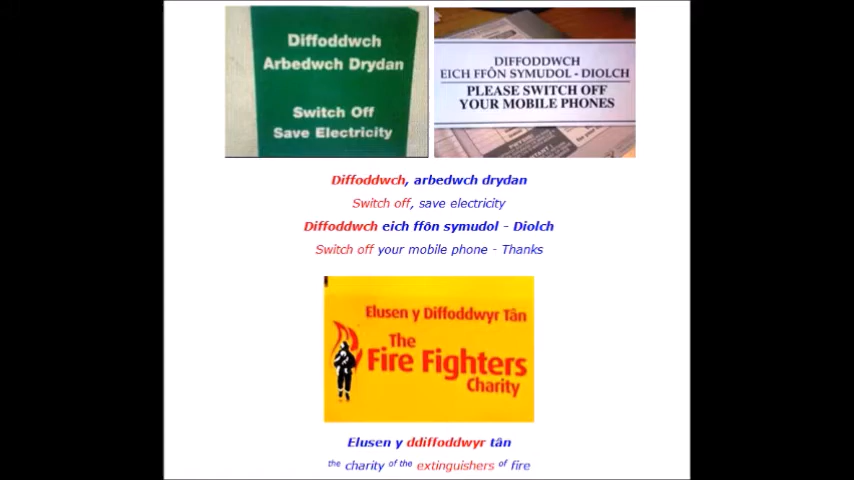 Diffoddwch
Arbedwch Drydan
Switch Off
Save Electricity
DIFFODDWCH
EICH FFÔN SYMUDOL - DIOLCH
PLEASE SWITCH OFF
YOUR MOBILE PHONES
Diffoddwch, arbedwch drydan
Switch off, save electricity
Diffoddwch eich ffôn symudol - Diolch
Switch off your mobile phone - Thanks
Elusen y Diffoddwyr Tân
The
Fire Fighters
Charity
Elusen y ddiffoddwyr tân
the charity of the extinguishers of fire